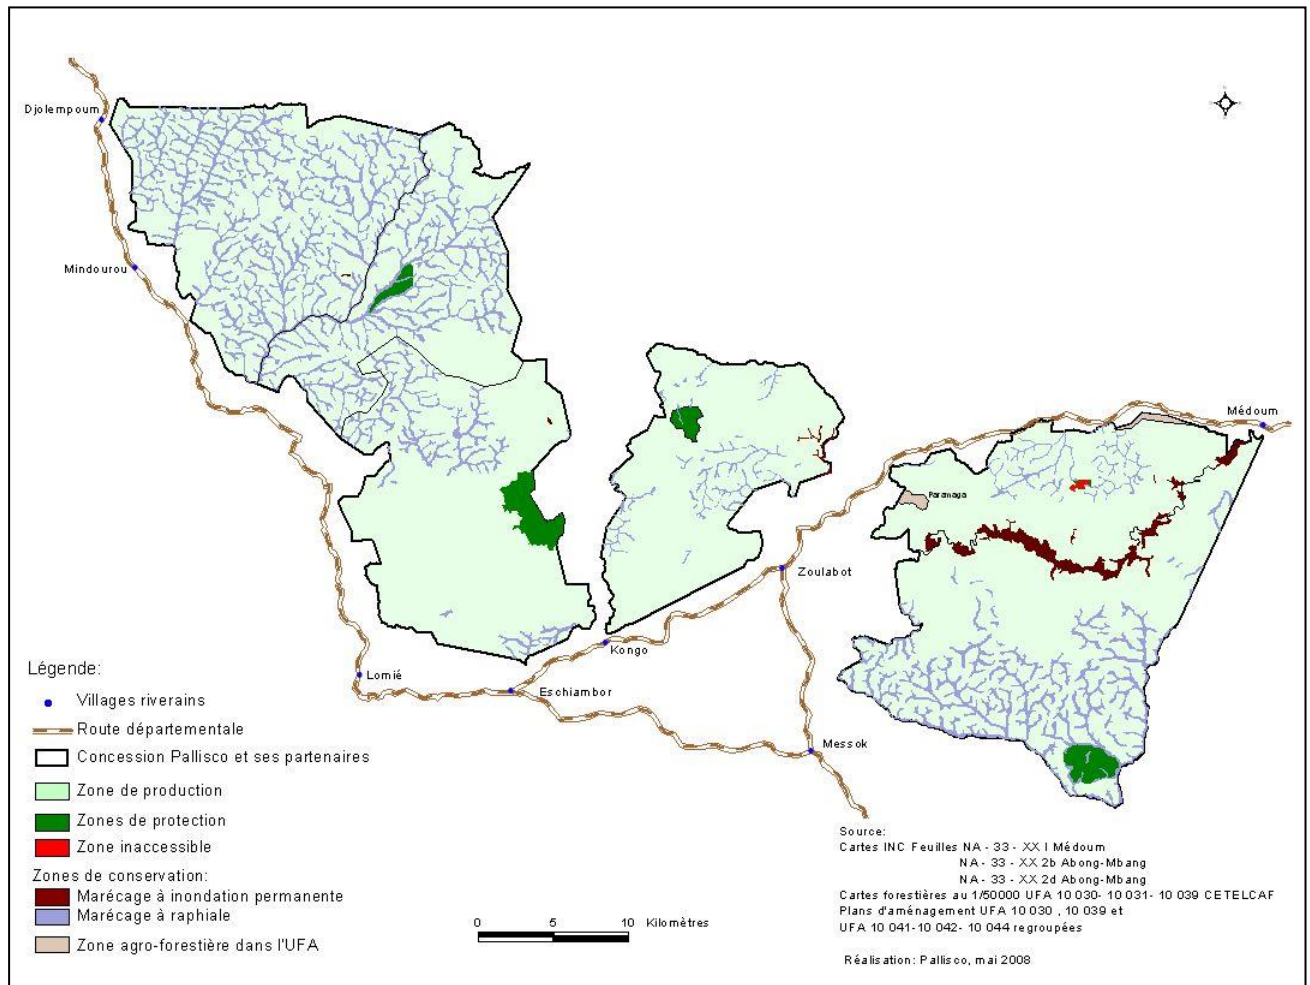 Djolempoum
Mindourou
Médoum
Paramaga
Zoulabot
Kongo
Lomié
Eschiambor
Messok
Légende:
Villages riverains
Route départementale
Concession Pallisco et ses partenaires
Zone de production
Zones de protection
Zone inaccessible
Zones de conservation:
Marécage à inondation permanente
Marécage à raphiale
Zone agro-forestière dans l'UFA
0 5 10 Kilomètres
Source:
Cartes INC Feuilles NA - 33 - XX I Médoum
NA - 33 - XX 2b Abong-Mbang
NA - 33 - XX 2d Abong-Mbang
Cartes forestières au 1/50000 UFA 10 030- 10 031- 10 039 CETELCAF
Plans d'aménagement UFA 10 030 , 10 039 et
UFA 10 041-10 042- 10 044 regroupées
Réalisation: Pallisco, mai 2008